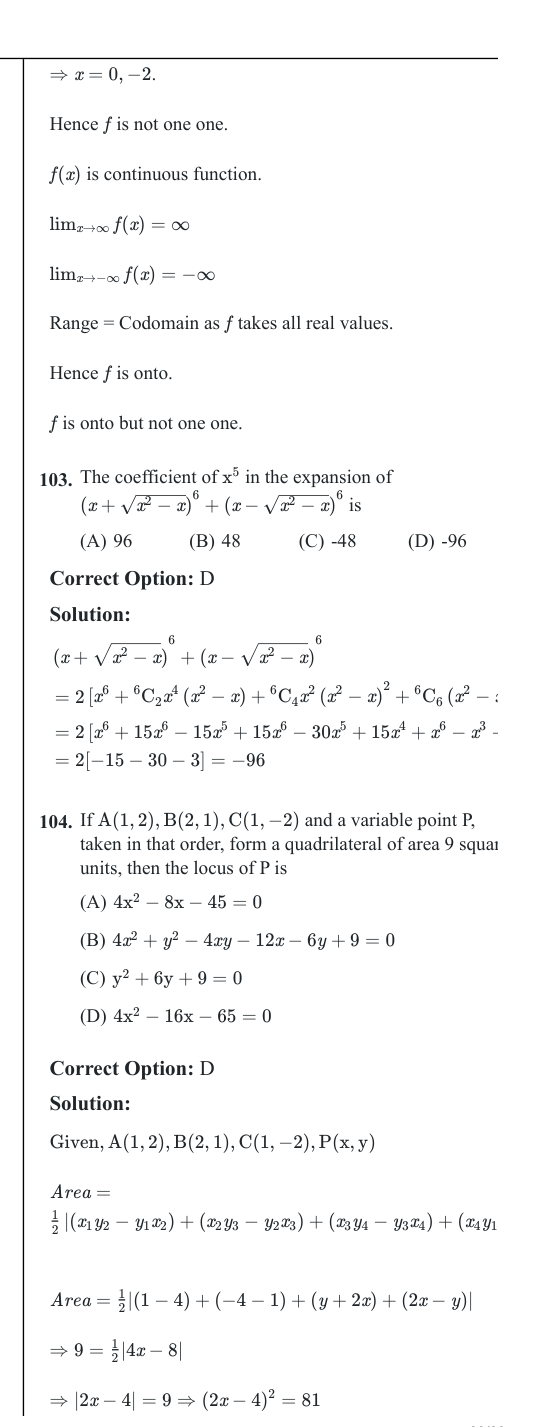 ⇒ x = 0, −2.
Hence f is not one one.
f(x) is continuous function.
lim_{x→∞} f(x) = ∞
lim_{x→−∞} f(x) = −∞
Range = Codomain as f takes all real values.
Hence f is onto.
f is onto but not one one.
103. The coefficient of x⁵ in the expansion of
(x + √(x² − x))⁶ + (x − √(x² − x))⁶ is
(A) 96 (B) 48 (C) -48 (D) -96
Correct Option: D
Solution:
(x + √(x² − x))⁶ + (x − √(x² − x))⁶
= 2 [x⁶ + ⁶C₂x⁴ (x² − x) + ⁶C₄x² (x² − x)² + ⁶C₆ (x² −
= 2 [x⁶ + 15x⁶ − 15x⁵ + 15x⁶ − 30x⁵ + 15x⁴ + x⁶ − x³ −
= 2[−15 − 30 − 3] = −96
104. If A(1, 2), B(2, 1), C(1, −2) and a variable point P,
taken in that order, form a quadrilateral of area 9 squar
units, then the locus of P is
(A) 4x² − 8x − 45 = 0
(B) 4x² + y² − 4xy − 12x − 6y + 9 = 0
(C) y² + 6y + 9 = 0
(D) 4x² − 16x − 65 = 0
Correct Option: D
Solution:
Given, A(1, 2), B(2, 1), C(1, −2), P(x, y)
Area =
½ |(x₁y₂ − y₁x₂) + (x₂y₃ − y₂x₃) + (x₃y₄ − y₃x₄) + (x₄y₁
Area = ½|(1 − 4) + (−4 − 1) + (y + 2x) + (2x − y)|
⇒ 9 = ½|4x − 8|
⇒ |2x − 4| = 9 ⇒ (2x − 4)² = 81